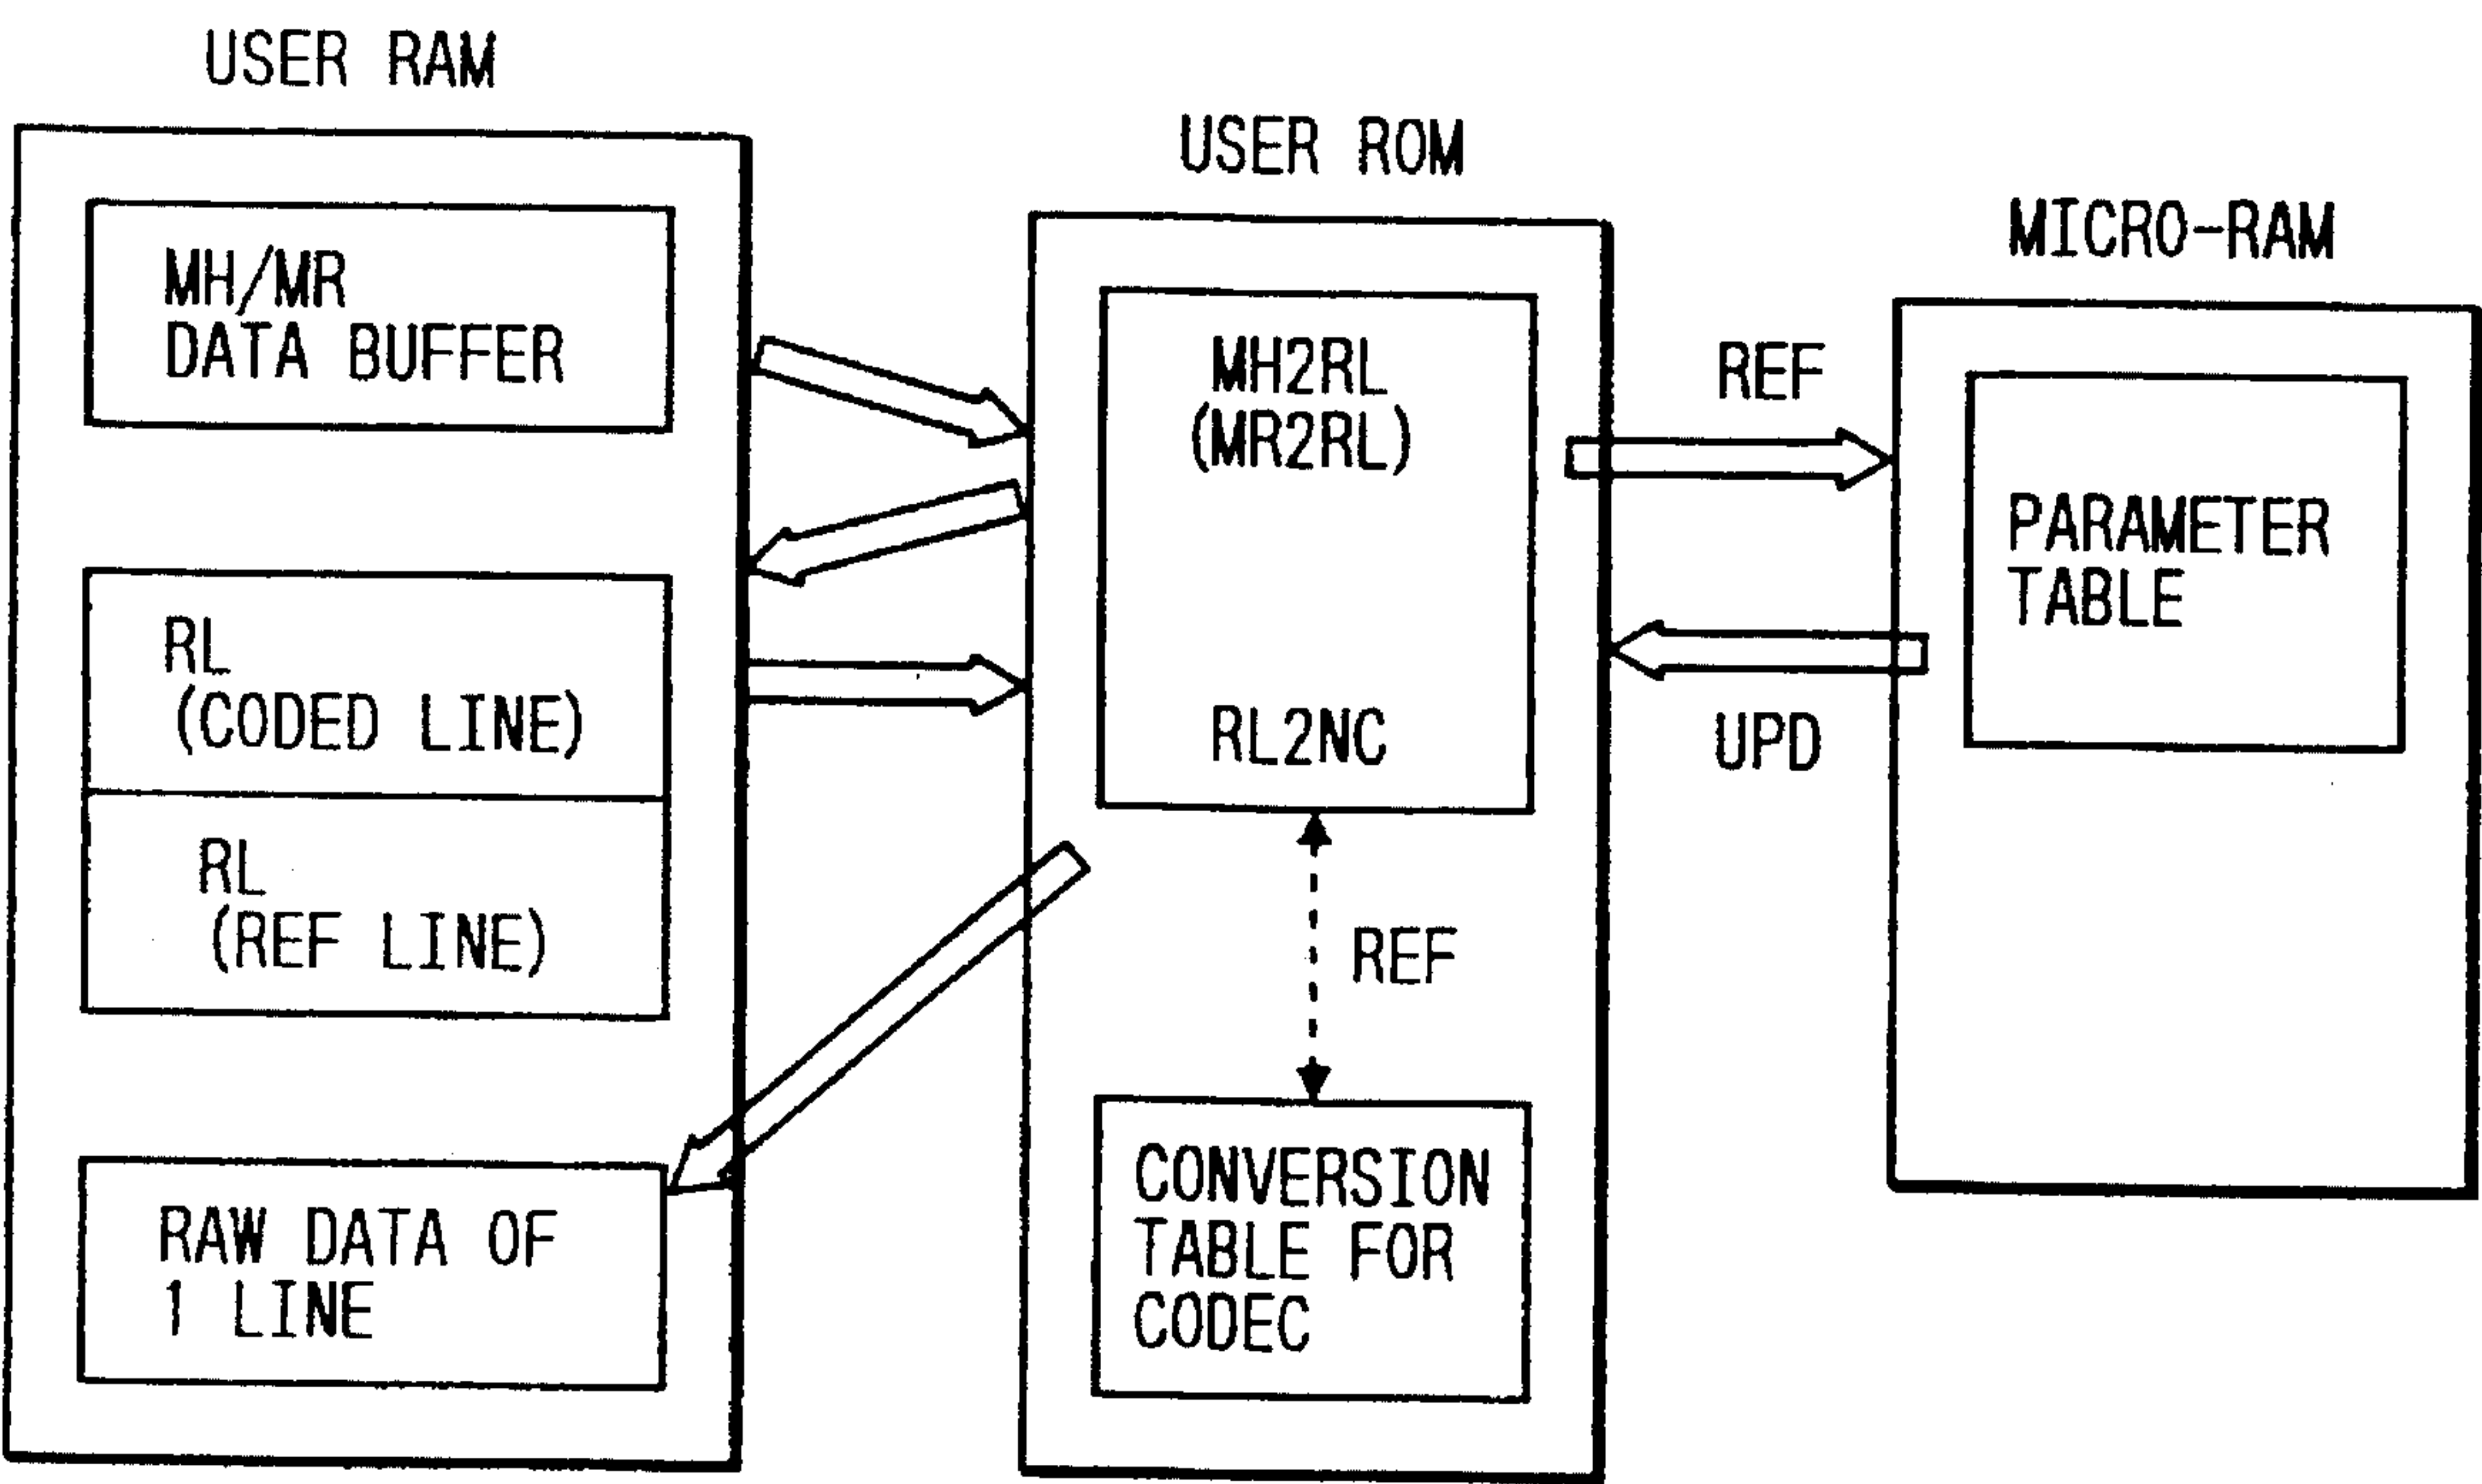 USER RAM
MH/MR
DATA BUFFER
RL
(CODED LINE)
RL
(REF LINE)
RAW DATA OF
1 LINE
USER ROM
MH2RL
(MR2RL)
RL2NC
REF
CONVERSION
TABLE FOR
CODEC
REF
UPD
MICRO-RAM
PARAMETER
TABLE